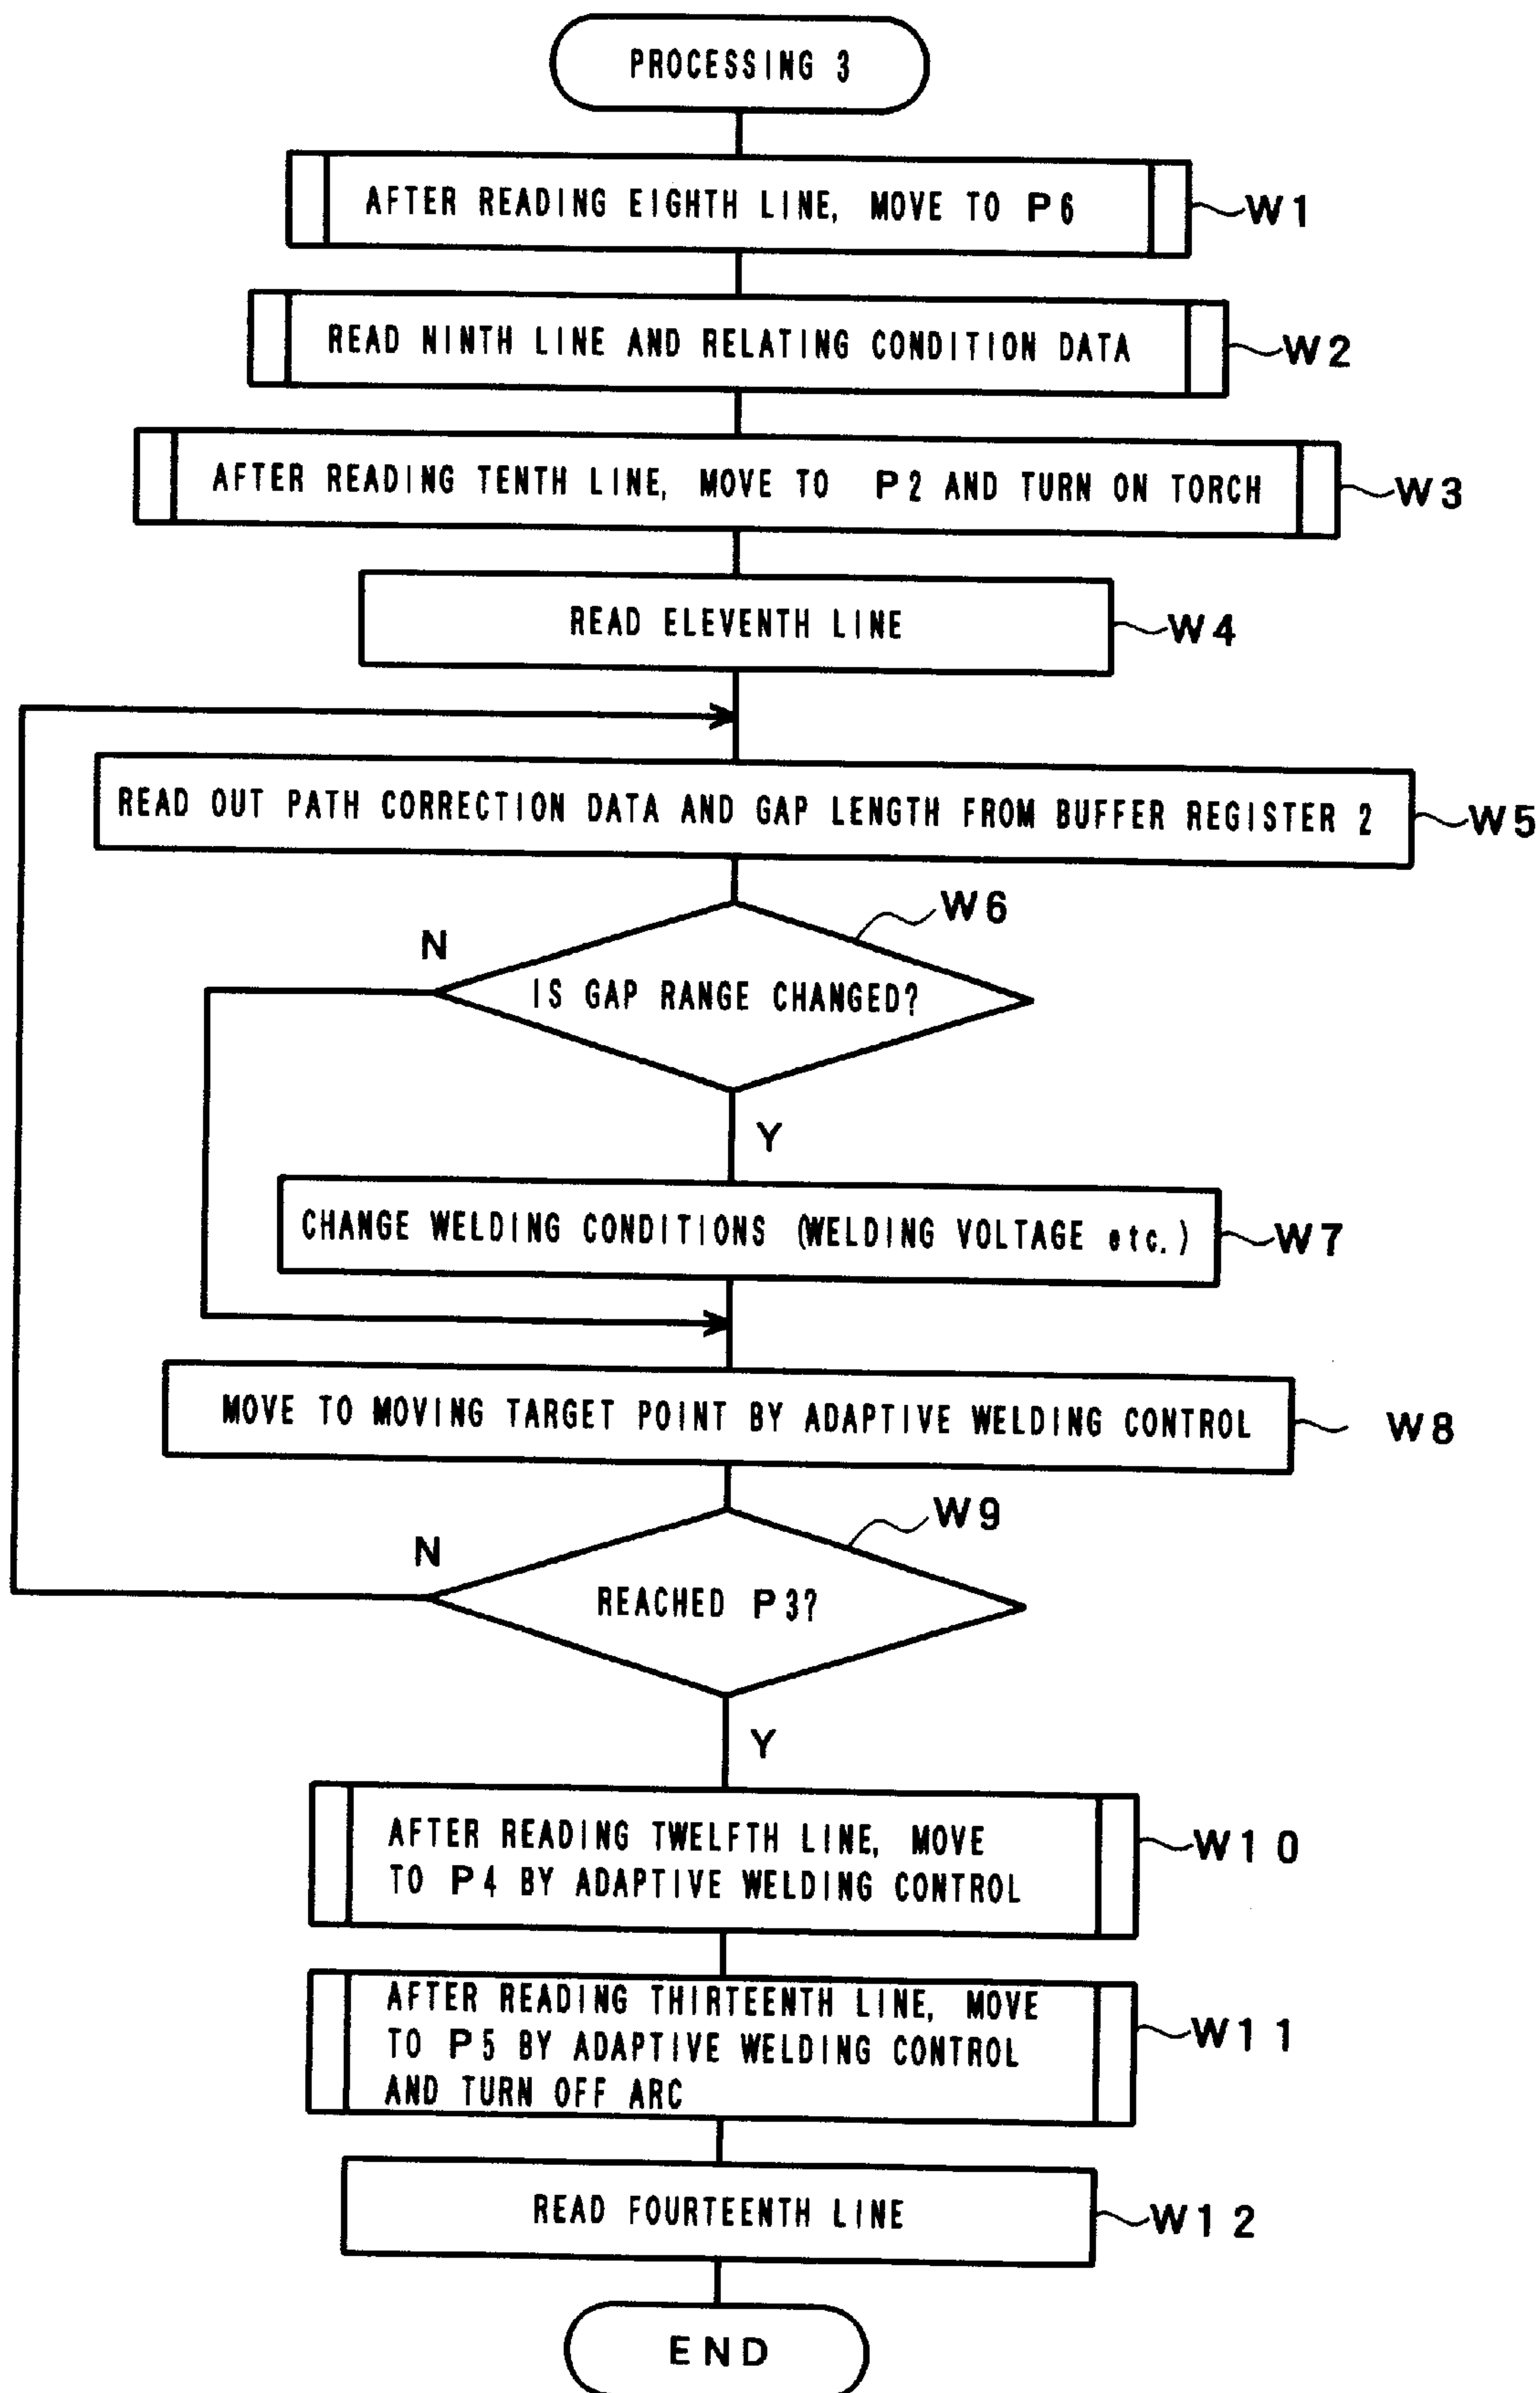 PROCESSING 3
AFTER READING EIGHTH LINE, MOVE TO P6
W1
READ NINTH LINE AND RELATING CONDITION DATA
W2
AFTER READING TENTH LINE, MOVE TO P2 AND TURN ON TORCH
W3
READ ELEVENTH LINE
W4
READ OUT PATH CORRECTION DATA AND GAP LENGTH FROM BUFFER REGISTER 2
W5
W6
N
IS GAP RANGE CHANGED?
Y
CHANGE WELDING CONDITIONS (WELDING VOLTAGE etc.)
W7
MOVE TO MOVING TARGET POINT BY ADAPTIVE WELDING CONTROL
W8
W9
N
REACHED P3?
Y
AFTER READING TWELFTH LINE, MOVE
TO P4 BY ADAPTIVE WELDING CONTROL
W10
AFTER READING THIRTEENTH LINE, MOVE
TO P5 BY ADAPTIVE WELDING CONTROL
AND TURN OFF ARC
W11
READ FOURTEENTH LINE
W12
END